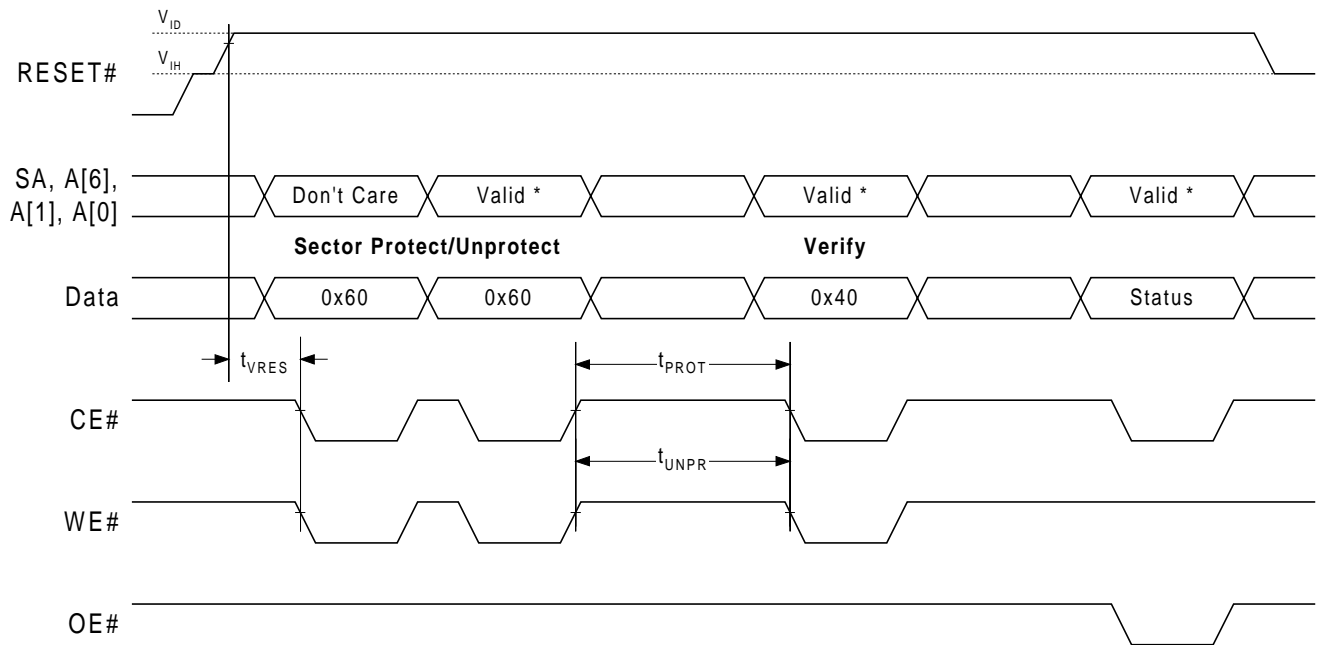 V_ID
V_IH
RESET#
SA, A[6],
A[1], A[0]
Don't Care
Valid *
Valid *
Valid *
Sector Protect/Unprotect
Verify
Data
0x60
0x60
0x40
Status
t_VRES
t_PROT
CE#
t_UNPR
WE#
OE#